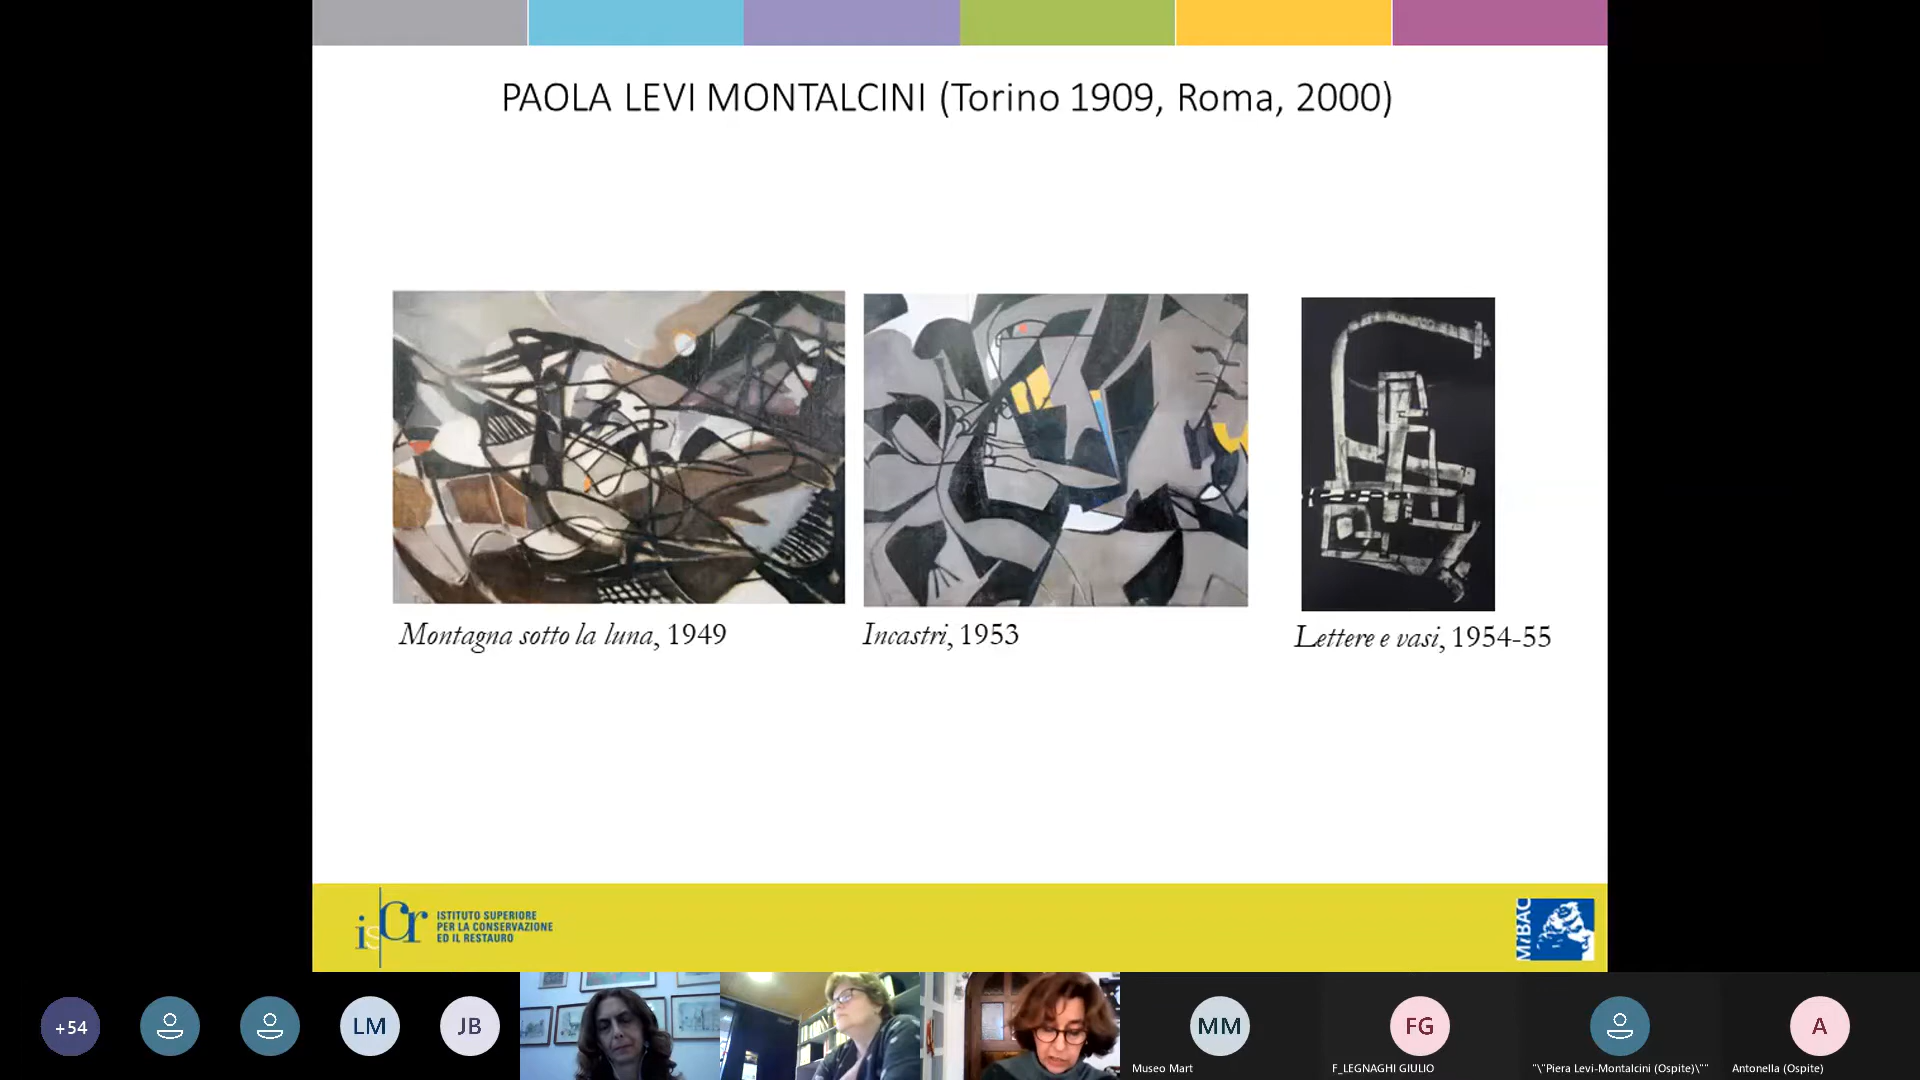 PAOLA LEVI MONTALCINI (Torino 1909, Roma, 2000)
Montagna sotto la luna, 1949
Incastri, 1953
Lettere e vasi, 1954-55
isCr
ISTITUTO SUPERIORE
PER LA CONSERVAZIONE
ED IL RESTAURO
MiBAC
+54
LM
JB
MM
FG
A
Museo Mart
F_LEGNAGHI GIULIO
"\"Piera Levi-Montalcini (Ospite)\""
Antonella (Ospite)